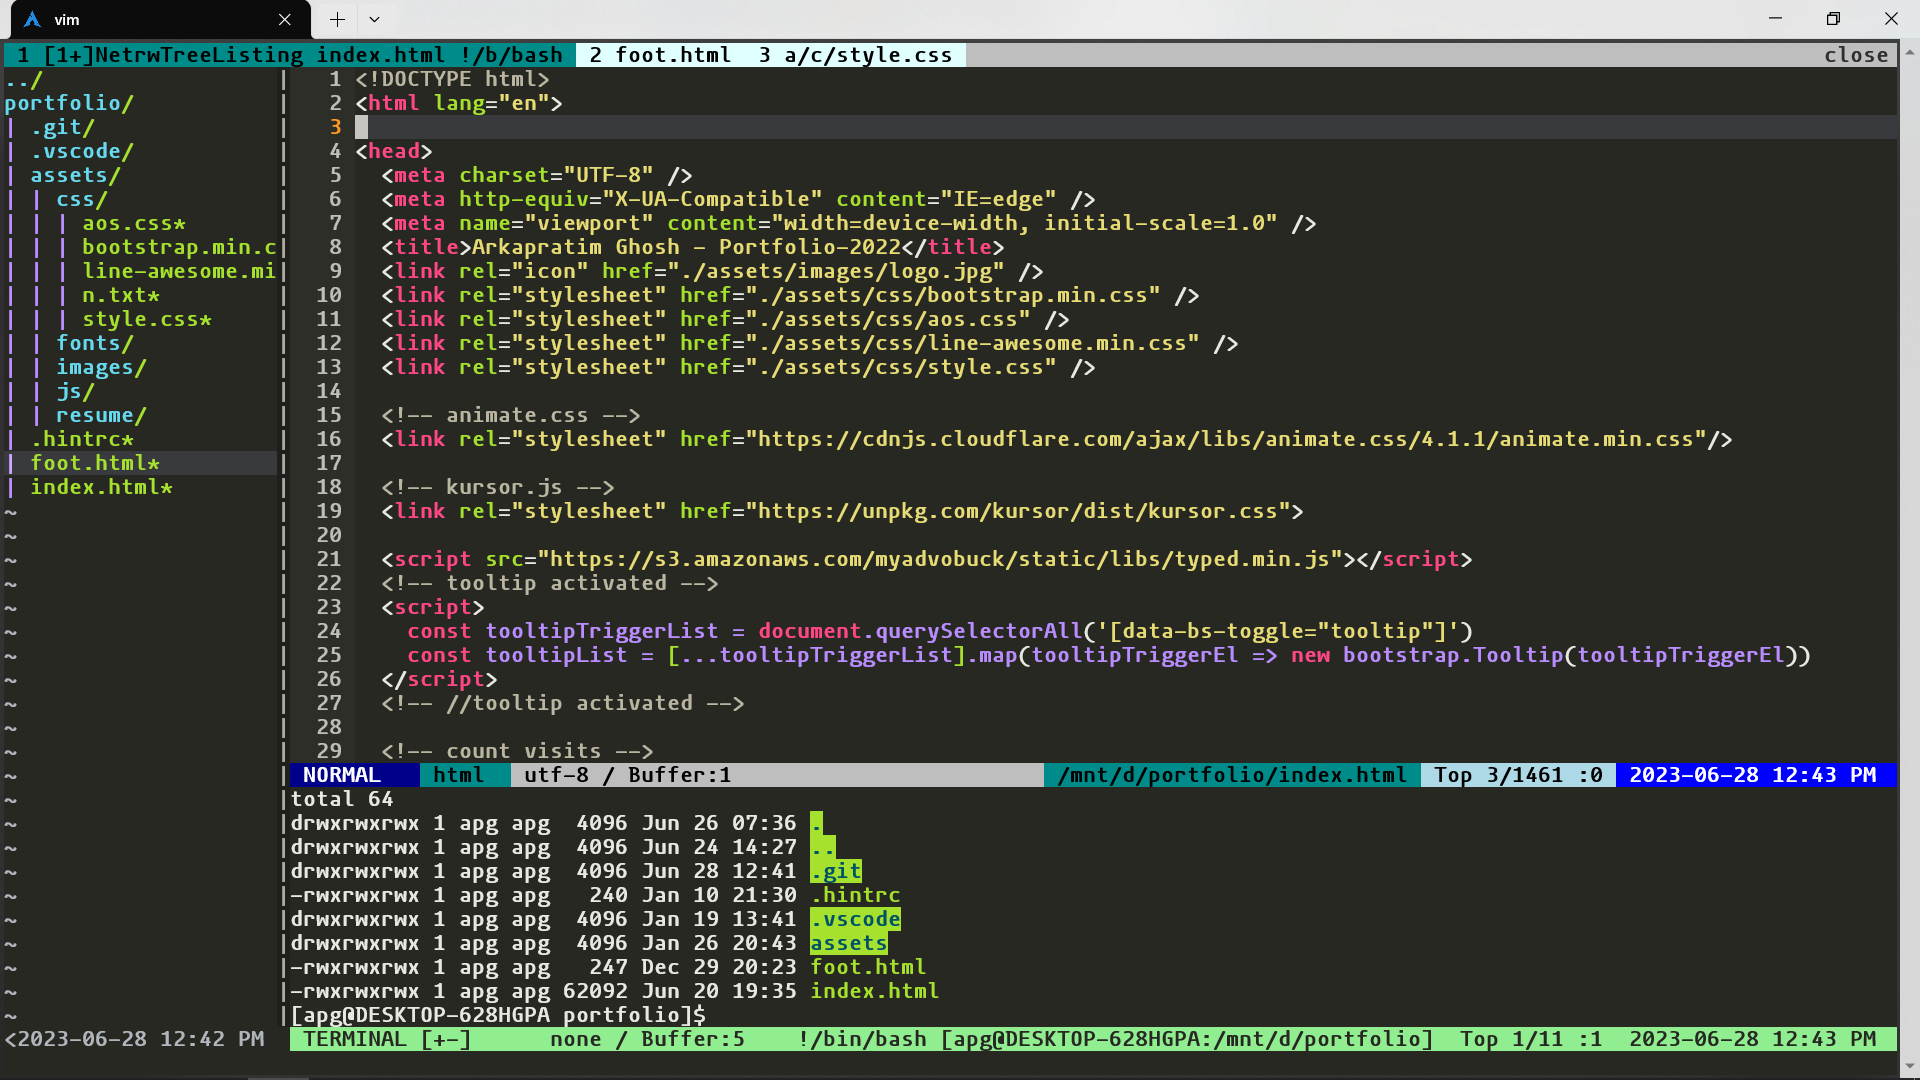 vim
1 [1+]NetrwTreeListing index.html !/b/bash 2 foot.html 3 a/c/style.css close
../
portfolio/
| .git/
| .vscode/
| assets/
| | css/
| | | aos.css*
| | | bootstrap.min.c
| | | line-awesome.mi
| | | n.txt*
| | | style.css*
| | fonts/
| | images/
| | js/
| | resume/
| .hintrc*
| foot.html*
| index.html*
<2023-06-28 12:42 PM
1 <!DOCTYPE html>
2 <html lang="en">
3
4 <head>
5   <meta charset="UTF-8" />
6   <meta http-equiv="X-UA-Compatible" content="IE=edge" />
7   <meta name="viewport" content="width=device-width, initial-scale=1.0" />
8   <title>Arkapratim Ghosh - Portfolio-2022</title>
9   <link rel="icon" href="./assets/images/logo.jpg" />
10   <link rel="stylesheet" href="./assets/css/bootstrap.min.css" />
11   <link rel="stylesheet" href="./assets/css/aos.css" />
12   <link rel="stylesheet" href="./assets/css/line-awesome.min.css" />
13   <link rel="stylesheet" href="./assets/css/style.css" />
14
15   <!-- animate.css -->
16   <link rel="stylesheet" href="https://cdnjs.cloudflare.com/ajax/libs/animate.css/4.1.1/animate.min.css"/>
17
18   <!-- kursor.js -->
19   <link rel="stylesheet" href="https://unpkg.com/kursor/dist/kursor.css">
20
21   <script src="https://s3.amazonaws.com/myadvobuck/static/libs/typed.min.js"></script>
22   <!-- tooltip activated -->
23   <script>
24     const tooltipTriggerList = document.querySelectorAll('[data-bs-toggle="tooltip"]')
25     const tooltipList = [...tooltipTriggerList].map(tooltipTriggerEl => new bootstrap.Tooltip(tooltipTriggerEl))
26   </script>
27   <!-- //tooltip activated -->
28
29   <!-- count visits -->
NORMAL html utf-8 / Buffer:1 /mnt/d/portfolio/index.html Top 3/1461 :0 2023-06-28 12:43 PM
total 64
drwxrwxrwx 1 apg apg  4096 Jun 26 07:36 .
drwxrwxrwx 1 apg apg  4096 Jun 24 14:27 ..
drwxrwxrwx 1 apg apg  4096 Jun 28 12:41 .git
-rwxrwxrwx 1 apg apg   240 Jan 10 21:30 .hintrc
drwxrwxrwx 1 apg apg  4096 Jan 19 13:41 .vscode
drwxrwxrwx 1 apg apg  4096 Jan 26 20:43 assets
-rwxrwxrwx 1 apg apg   247 Dec 29 20:23 foot.html
-rwxrwxrwx 1 apg apg 62092 Jun 20 19:35 index.html
[apg@DESKTOP-628HGPA portfolio]$
TERMINAL [+-] none / Buffer:5 !/bin/bash [apg@DESKTOP-628HGPA:/mnt/d/portfolio] Top 1/11 :1 2023-06-28 12:43 PM